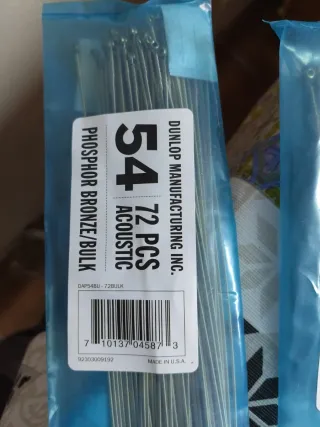 DUNLOP MANUFACTURING INC.
54
72 PCS
ACOUSTIC
PHOSPHOR BRONZE/BULK
DAP54BU - 72BULK
7 10137 04587 3
MADE IN U.S.A.